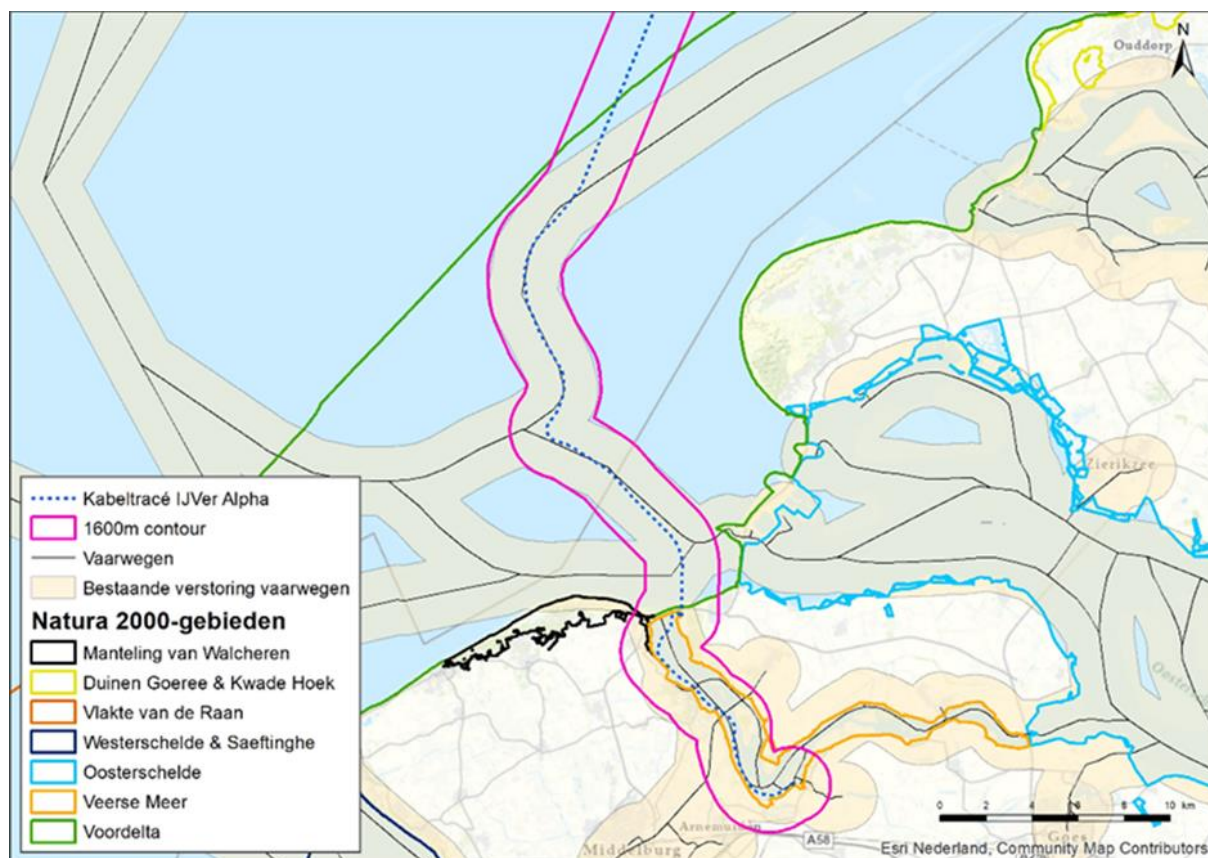 Ouddorp
N
Zierikzee
Kabeltracé IJVer Alpha
1600m contour
Vaarwegen
Bestaande verstoring vaarwegen
Natura 2000-gebieden
Manteling van Walcheren
Duinen Goeree & Kwade Hoek
Vlakte van de Raan
Westerschelde & Saeftinghe
Oosterschelde
Veerse Meer
Voordelta
0 2 4 6 8 10 km
Arnemuiden
A58
Goes
Middelburg
Esri Nederland, Community Map Contributors